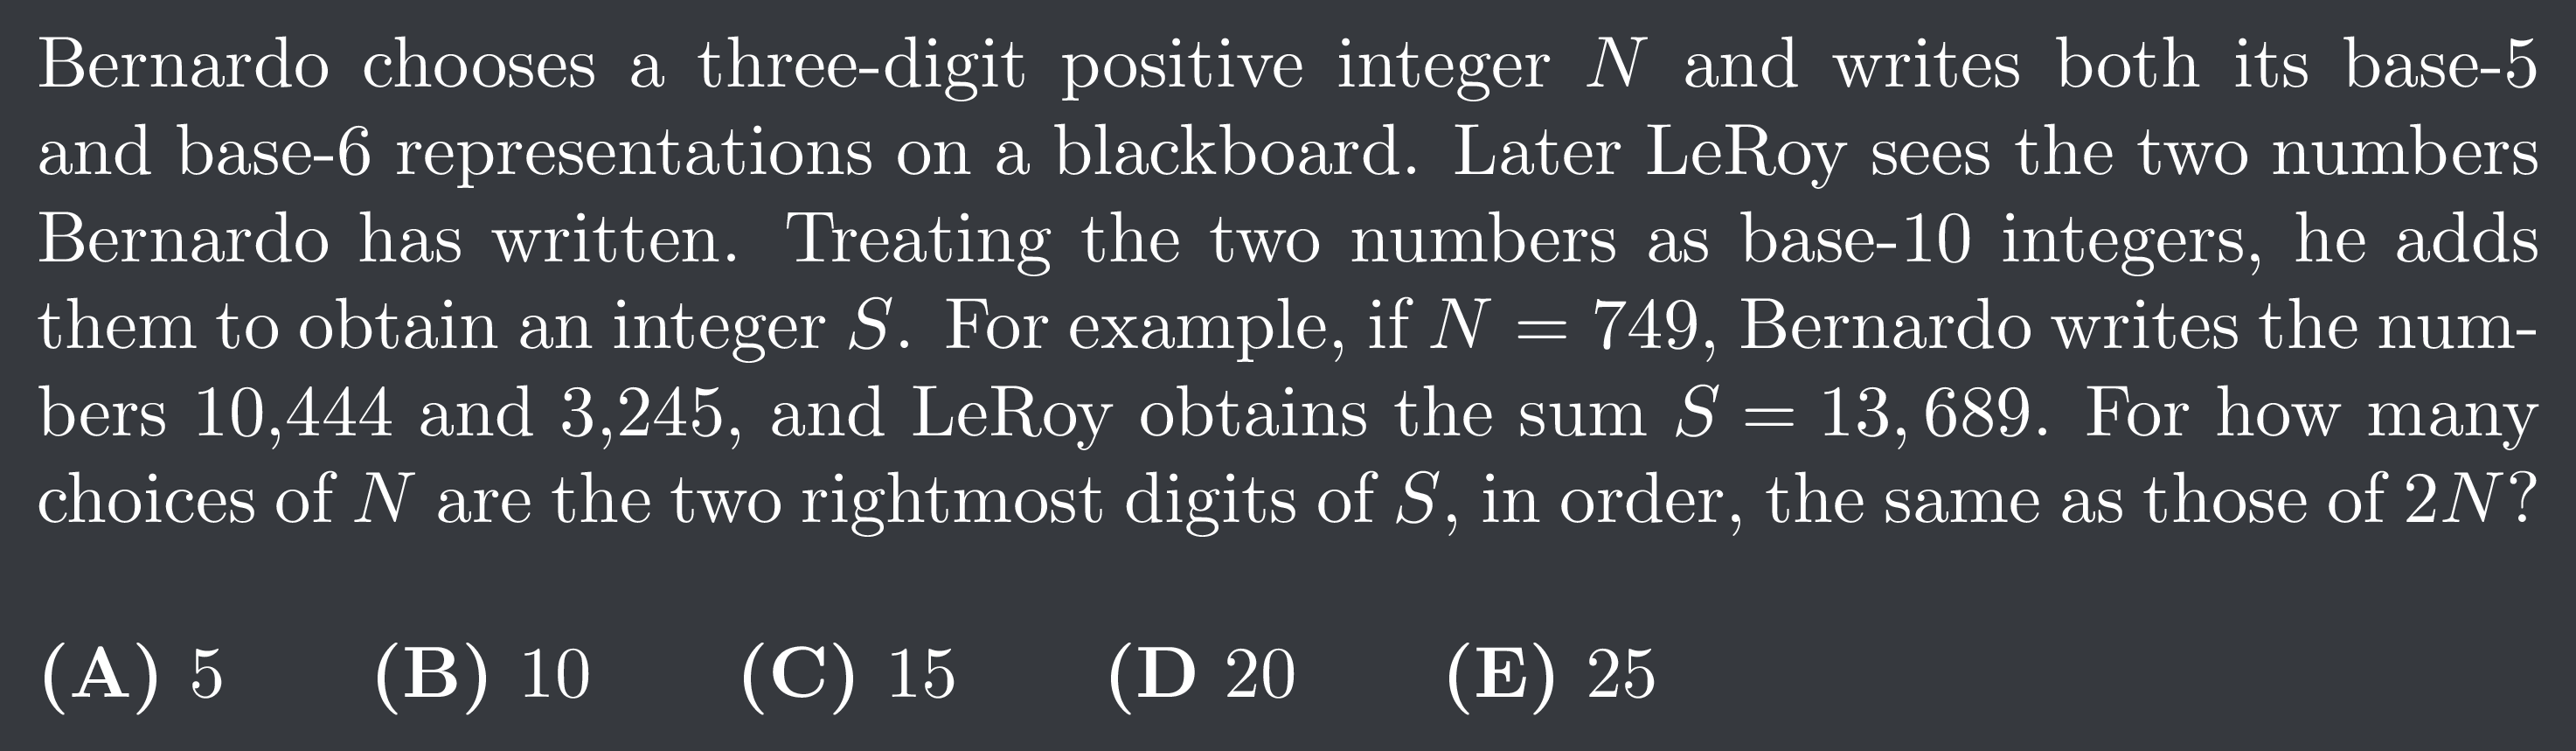 Bernardo chooses a three-digit positive integer N and writes both its base-5
and base-6 representations on a blackboard. Later LeRoy sees the two numbers
Bernardo has written. Treating the two numbers as base-10 integers, he adds
them to obtain an integer S. For example, if N = 749, Bernardo writes the num-
bers 10,444 and 3,245, and LeRoy obtains the sum S = 13, 689. For how many
choices of N are the two rightmost digits of S, in order, the same as those of 2N?
(A) 5 (B) 10 (C) 15 (D 20 (E) 25